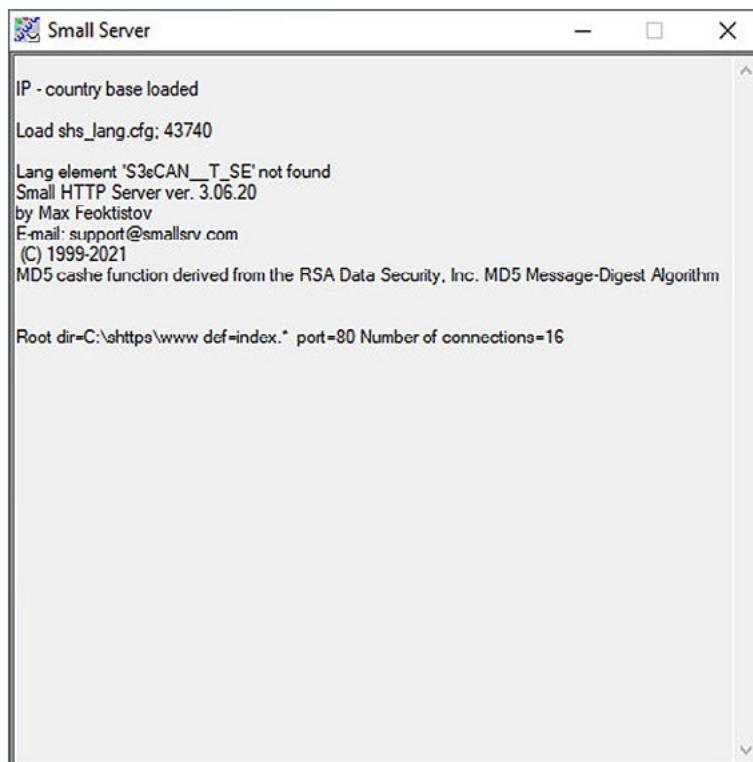 Small Server
IP - country base loaded
Load shs_lang.cfg; 43740
Lang element 'S3sCAN__T_SE' not found
Small HTTP Server ver. 3.06.20
by Max Feoktistov
E-mail: support@smallsrv.com
(C) 1999-2021
MD5 cashe function derived from the RSA Data Security, Inc. MD5 Message-Digest Algorithm
Root dir=C:\shttps\www def=index.* port=80 Number of connections=16